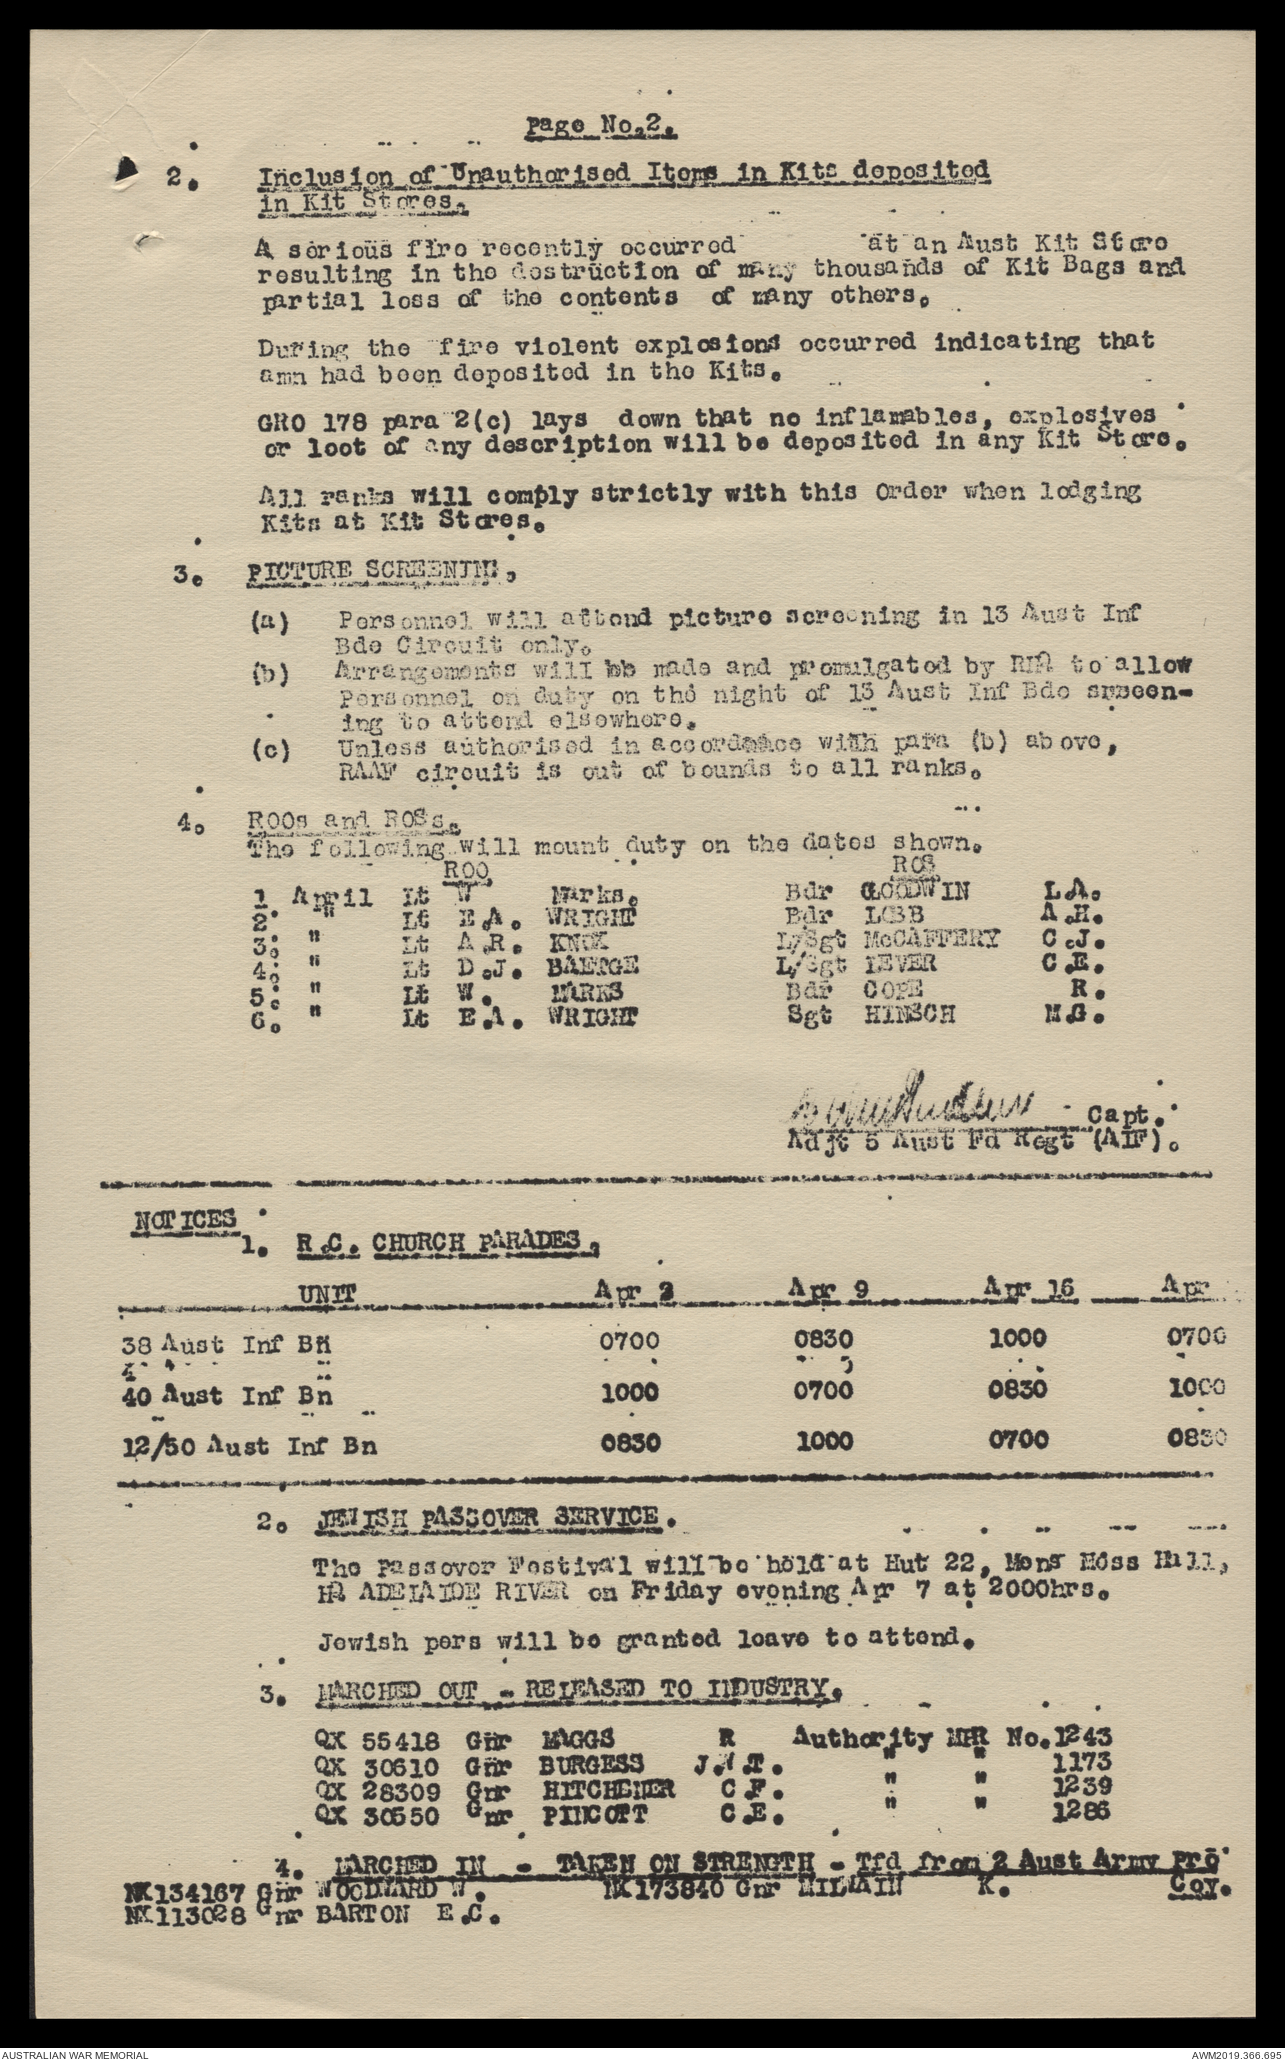 Page No.2.
2. Inclusion of Unauthorised Items in Kits deposited
in Kit Stores.
A serious fire recently occurred at an Aust Kit Store
resulting in the destruction of many thousands of Kit Bags and
partial loss of the contents of many others.
During the fire violent explosions occurred indicating that
amn had been deposited in the Kits.
GRO 178 para 2(c) lays down that no inflamables, explosives
or loot of any description will be deposited in any Kit Store.
All ranks will comply strictly with this Order when lodging
Kits at Kit Stores.
3. PICTURE SCREENING.
(a) Personnel will attend picture screening in 13 Aust Inf
Bde Circuit only.
(b) Arrangements will be made and promulgated by RHQ to allow
Personnel on duty on the night of 13 Aust Inf Bde screen-
ing to attend elsewhere.
(c) Unless authorised in accordance with para (b) above,
RAAF circuit is out of bounds to all ranks.
4. ROOs and ROSs.
The following will mount duty on the dates shown.
ROO ROS
1 April Lt W Marks. Bdr GOODWIN L.A.
2. " Lt E.A. WRIGHT Bdr LOBB A.H.
3. " Lt A.R. KNOX L/Sgt McCAFFERY C.J.
4. " Lt D.J. BAETGE L/Sgt LEVER C.E.
5. " Lt W. MARKS Bdr COPE R.
6. " Lt E.A. WRIGHT Sgt HINSCH M.G.
Capt.
Adjt 5 Aust Fd Regt (AIF).
NOTICES
1. R.C. CHURCH PARADES.
UNIT Apr 2 Apr 9 Apr 16 Apr
38 Aust Inf Bn 0700 0830 1000 0700
40 Aust Inf Bn 1000 0700 0830 1000
12/50 Aust Inf Bn 0830 1000 0700 0830
2. JEWISH PASSOVER SERVICE.
The Passover Festival will be held at Hut 22, Mens Mess Hall,
HQ ADELAIDE RIVER on Friday evening Apr 7 at 2000hrs.
Jewish pers will be granted leave to attend.
3. MARCHED OUT - RELEASED TO INDUSTRY.
QX 55418 Gnr MAGGS R Authority MHR No.1243
QX 30610 Gnr BURGESS J.W.T. " " 1173
QX 28309 Gnr HITCHENER C.F. " " 1239
QX 30550 Gnr PINCOTT C.E. " " 1286
4. MARCHED IN - TAKEN ON STRENGTH - Tfd from 2 Aust Army Pro
Coy.
NX134167 Gnr WOODWARD W. NX173840 Gnr MILMAIN K.
NX113028 Gnr BARTON E.C.
AUSTRALIAN WAR MEMORIAL
AWM2019.366.695